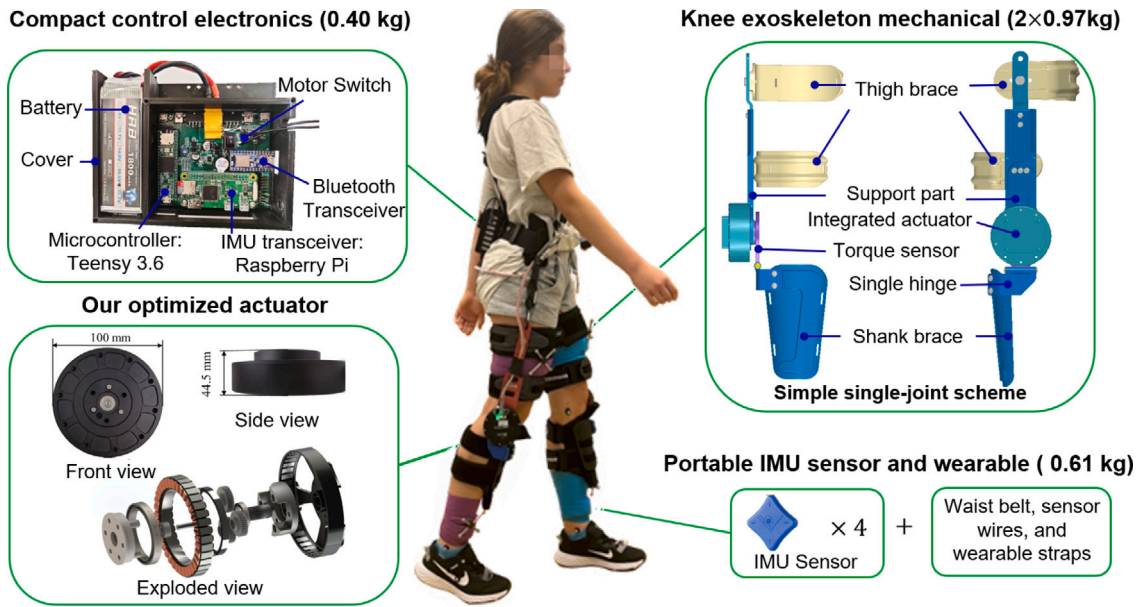 Compact control electronics (0.40 kg)
Battery
Cover
Motor Switch
Bluetooth
Transceiver
Microcontroller:
Teensy 3.6
IMU transceiver:
Raspberry Pi
1800
Our optimized actuator
100 mm
44.5 mm
Side view
Front view
Exploded view
Knee exoskeleton mechanical (2×0.97kg)
Thigh brace
Support part
Integrated actuator
Torque sensor
Single hinge
Shank brace
Simple single-joint scheme
Portable IMU sensor and wearable ( 0.61 kg)
× 4
IMU Sensor
+
Waist belt, sensor
wires, and
wearable straps